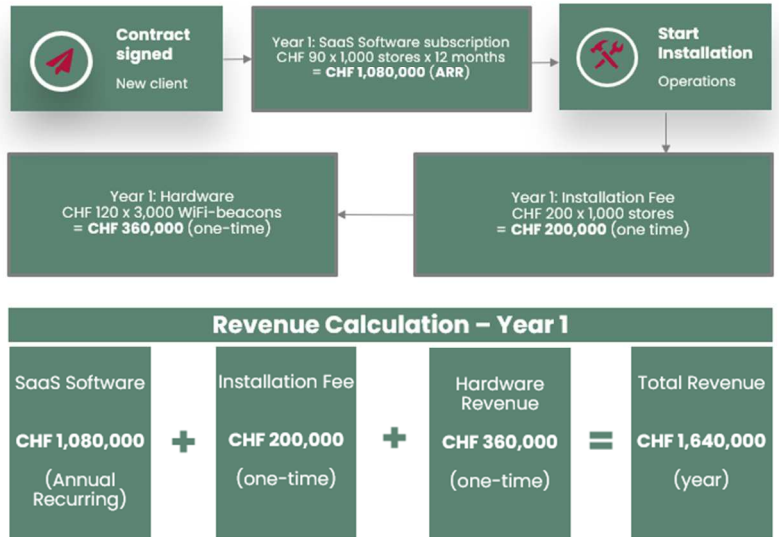 Contract
signed
New client
Year 1: SaaS Software subscription
CHF 90 x 1,000 stores x 12 months
= CHF 1,080,000 (ARR)
Start
Installation
Operations
Year 1: Hardware
CHF 120 x 3,000 WiFi-beacons
= CHF 360,000 (one-time)
Year 1: Installation Fee
CHF 200 x 1,000 stores
= CHF 200,000 (one time)
Revenue Calculation – Year 1
SaaS Software
CHF 1,080,000
(Annual
Recurring)
+
Installation Fee
CHF 200,000
(one-time)
+
Hardware
Revenue
CHF 360,000
(one-time)
=
Total Revenue
CHF 1,640,000
(year)